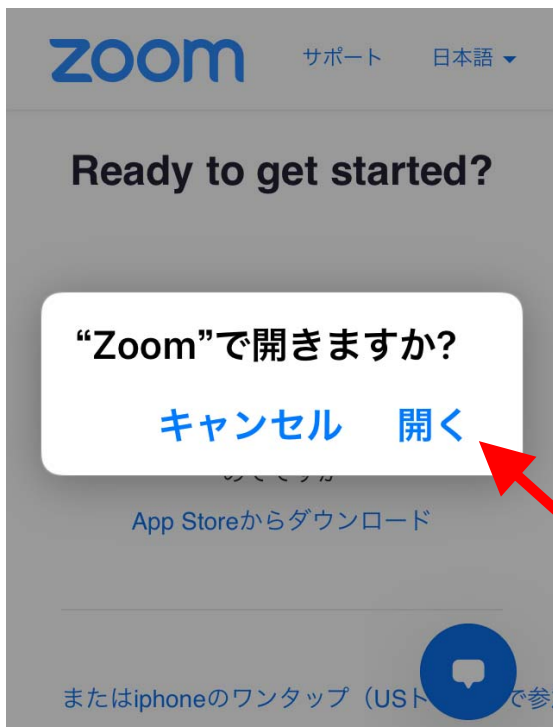 zoom サポート 日本語
Ready to get started?
“Zoom”で開きますか?
キャンセル 開く
App Storeからダウンロード
またはiphoneのワンタップ（USト
で参